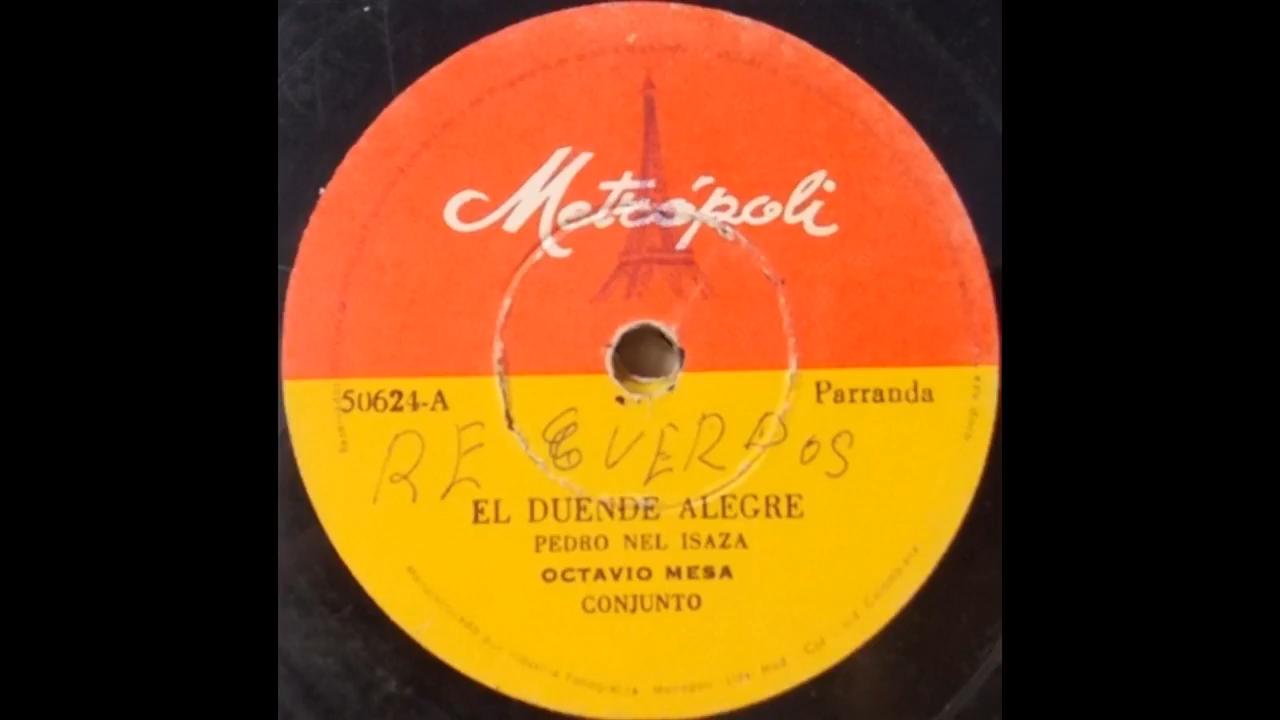 Metrópoli
50624-A
Parranda
RECUERDOS
EL DUENDE ALEGRE
PEDRO NEL ISAZA
OCTAVIO MESA
CONJUNTO